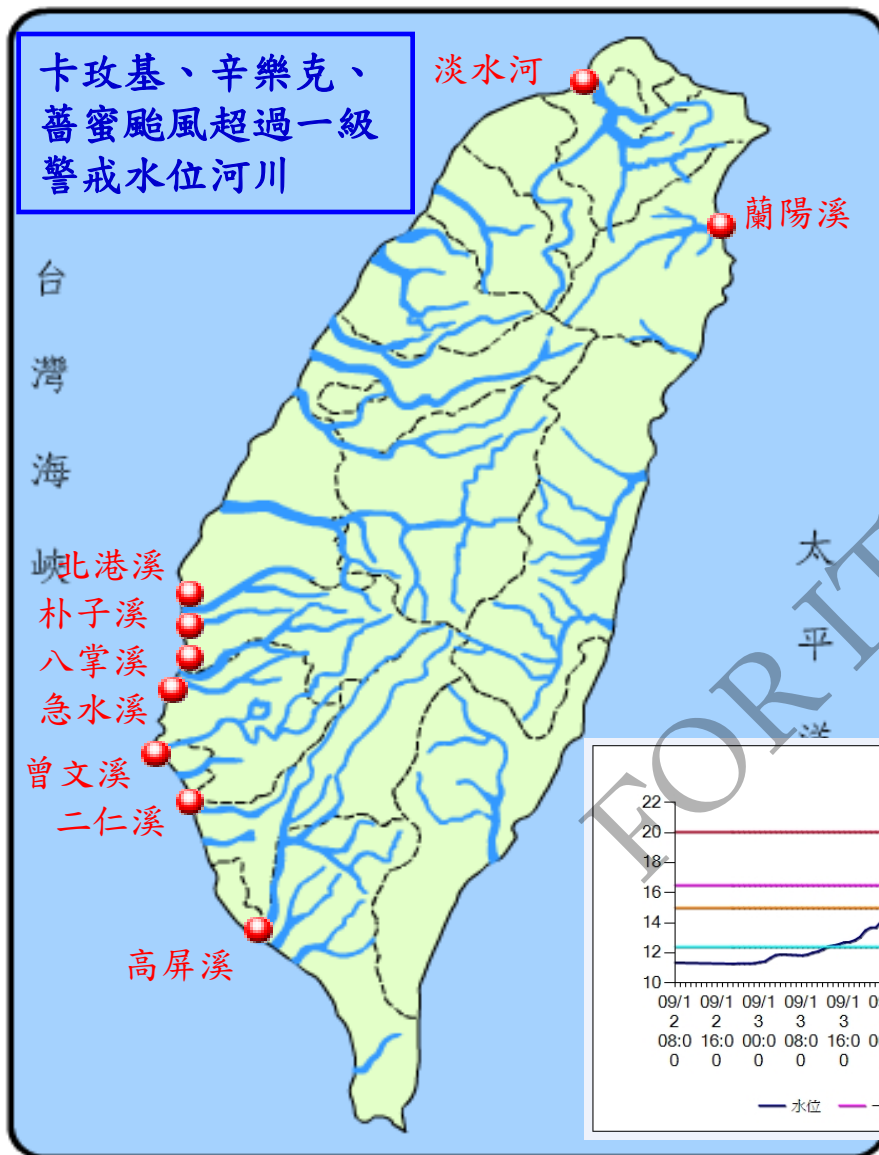 卡玫基、辛樂克、
薔蜜颱風超過一級
警戒水位河川
淡水河
蘭陽溪
台
灣
海
峽
北港溪
朴子溪
八掌溪
急水溪
曾文溪
二仁溪
高屏溪
太
平
洋
FOR IT
22
20
18
16
14
12
10
09/1 09/1 09/1 09/1 09/1
2 2 3 3 3
08:0 16:0 00:0 08:0 16:0
0 0 0 0 0
水位